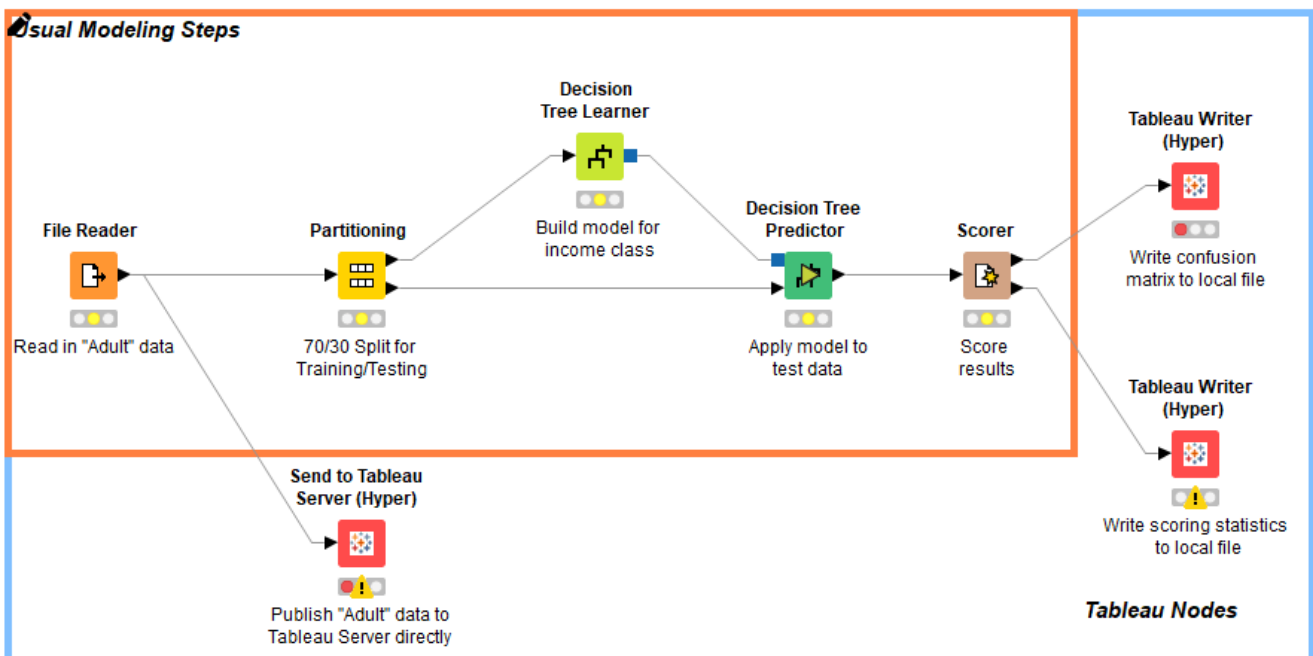 Usual Modeling Steps
Decision
Tree Learner
Build model for
income class
Tableau Writer
(Hyper)
Write confusion
matrix to local file
File Reader
Read in "Adult" data
Partitioning
70/30 Split for
Training/Testing
Decision Tree
Predictor
Apply model to
test data
Scorer
Score
results
Tableau Writer
(Hyper)
Write scoring statistics
to local file
Send to Tableau
Server (Hyper)
Publish "Adult" data to
Tableau Server directly
Tableau Nodes